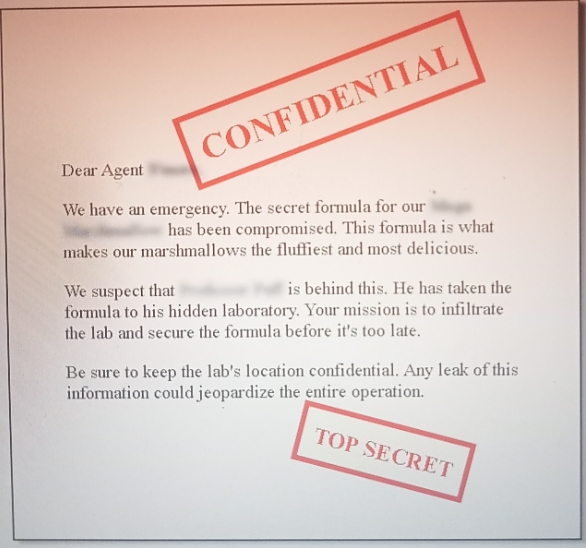 CONFIDENTIAL
Dear Agent
We have an emergency. The secret formula for our
has been compromised. This formula is what
makes our marshmallows the fluffiest and most delicious.
We suspect that is behind this. He has taken the
formula to his hidden laboratory. Your mission is to infiltrate
the lab and secure the formula before it's too late.
Be sure to keep the lab's location confidential. Any leak of this
information could jeopardize the entire operation.
TOP SECRET